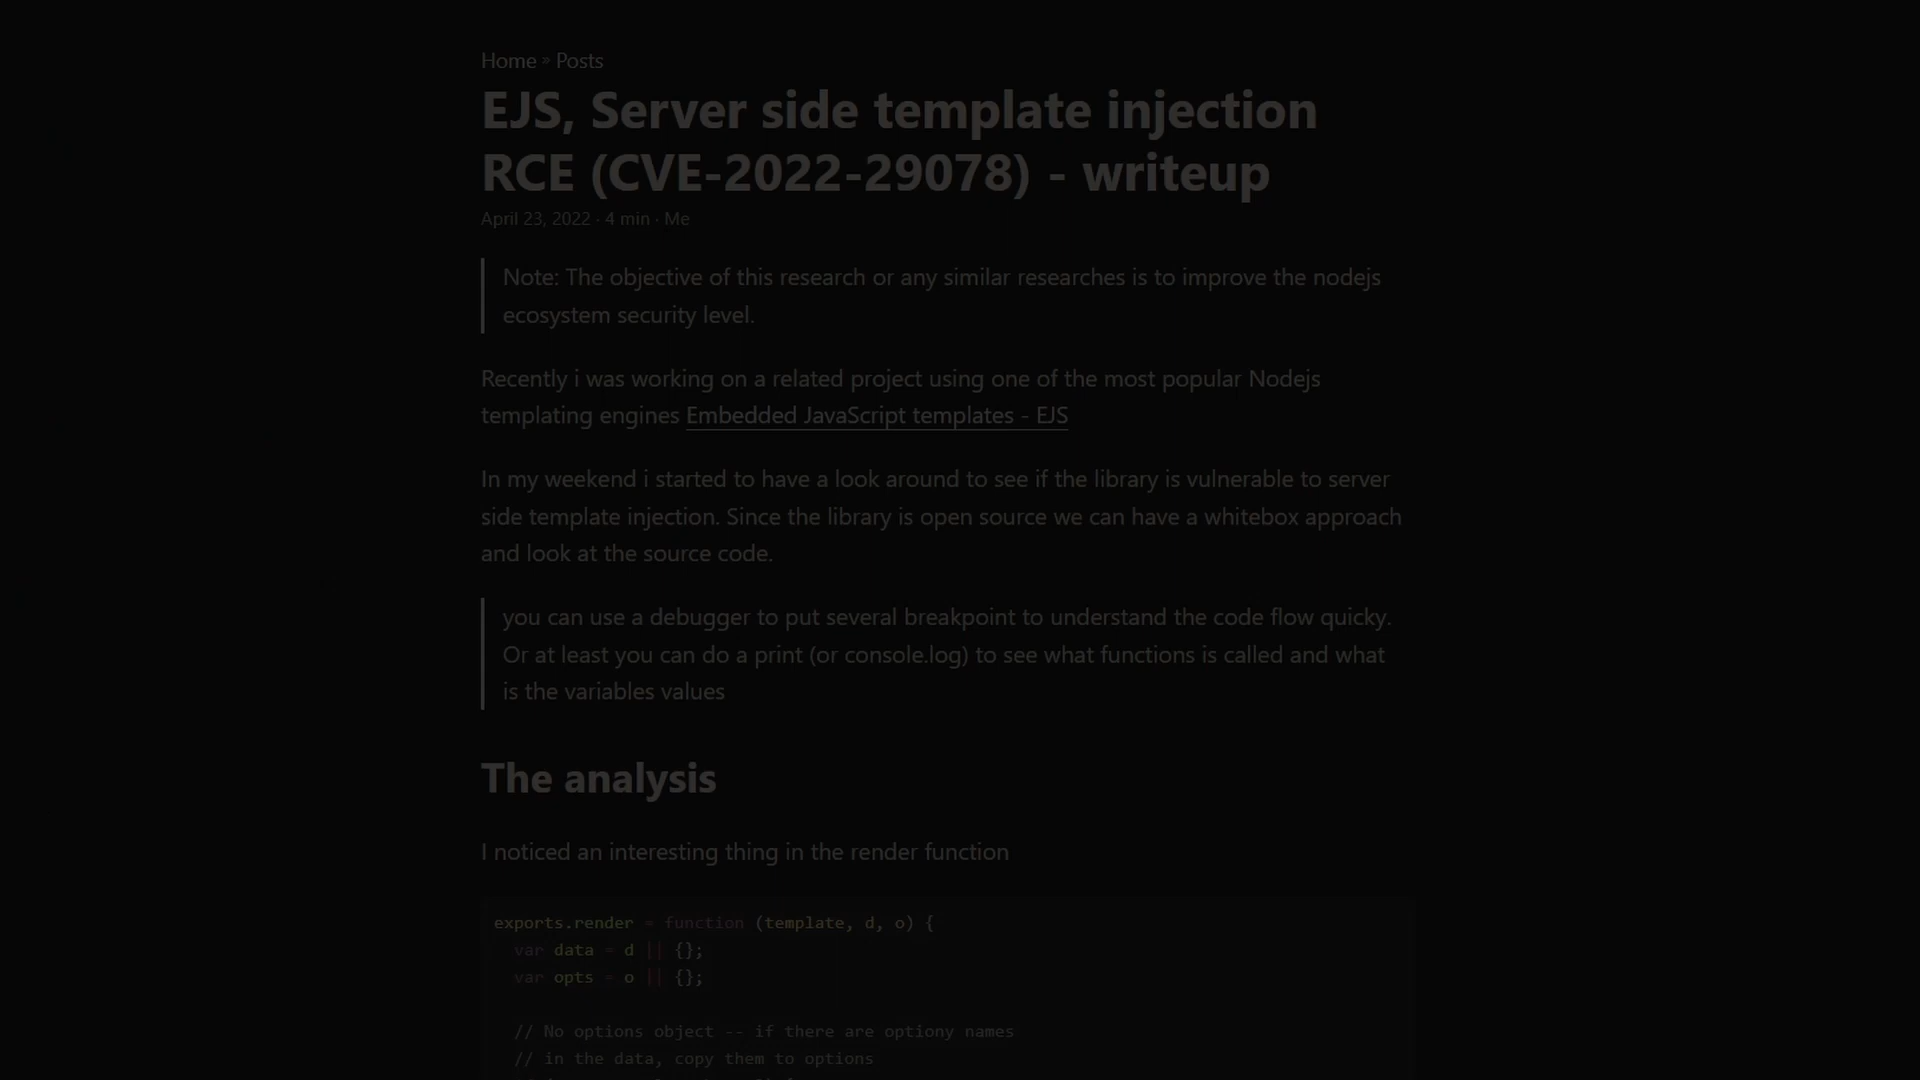 Home » Posts
EJS, Server side template injection
RCE (CVE-2022-29078) - writeup
April 23, 2022 · 4 min · Me
Note: The objective of this research or any similar researches is to improve the nodejs
ecosystem security level.
Recently i was working on a related project using one of the most popular Nodejs
templating engines Embedded JavaScript templates - EJS
In my weekend i started to have a look around to see if the library is vulnerable to server
side template injection. Since the library is open source we can have a whitebox approach
and look at the source code.
you can use a debugger to put several breakpoint to understand the code flow quicky.
Or at least you can do a print (or console.log) to see what functions is called and what
is the variables values
The analysis
I noticed an interesting thing in the render function
exports.render = function (template, d, o) {
var data = d || {};
var opts = o || {};
// No options object -- if there are optiony names
// in the data, copy them to options